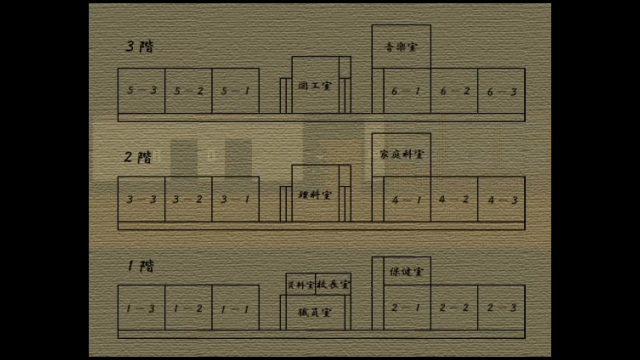 3階
音楽室
図工室
5-3 5-2 5-1 6-1 6-2 6-3
2階
家庭科室
理科室
3-3 3-2 3-1 4-1 4-2 4-3
1階
保健室
資料室 校長室
職員室
1-3 1-2 1-1 2-1 2-2 2-3